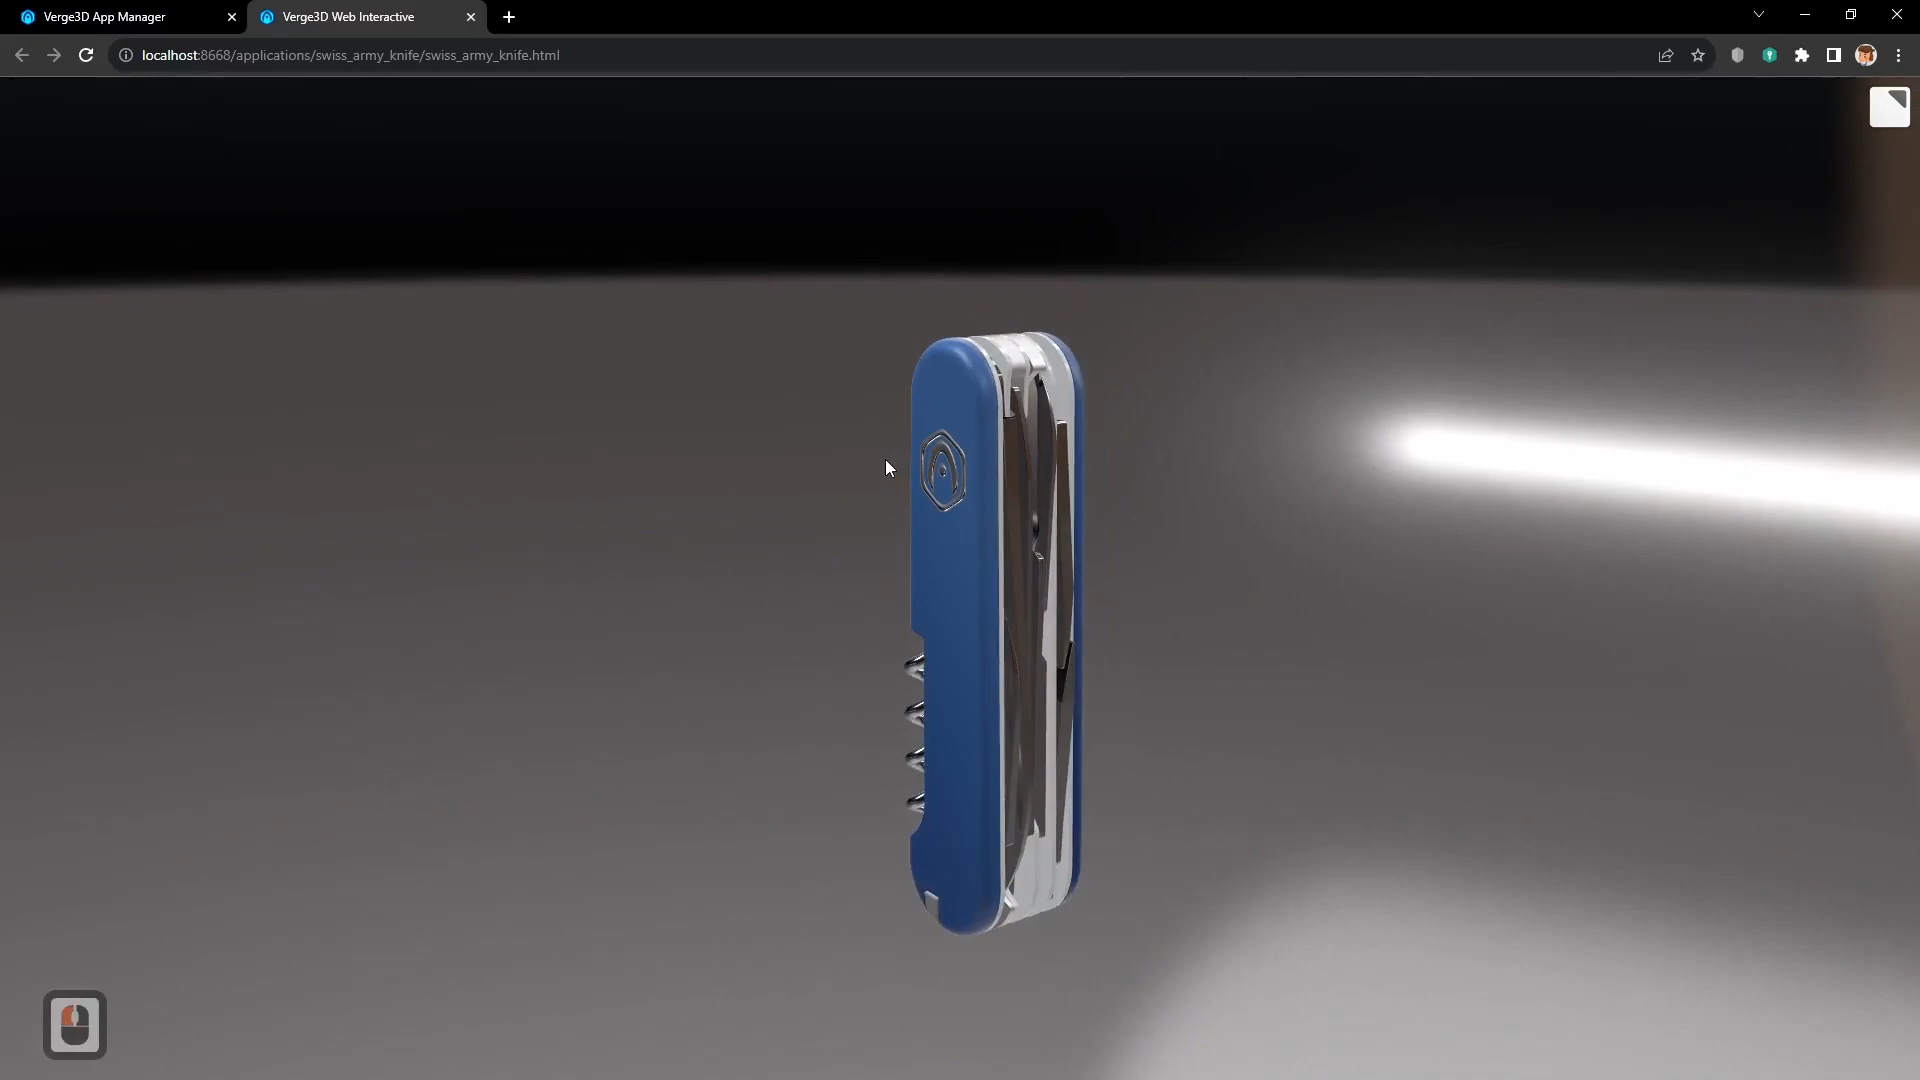 Verge3D App Manager
Verge3D Web Interactive
localhost:8668/applications/swiss_army_knife/swiss_army_knife.html